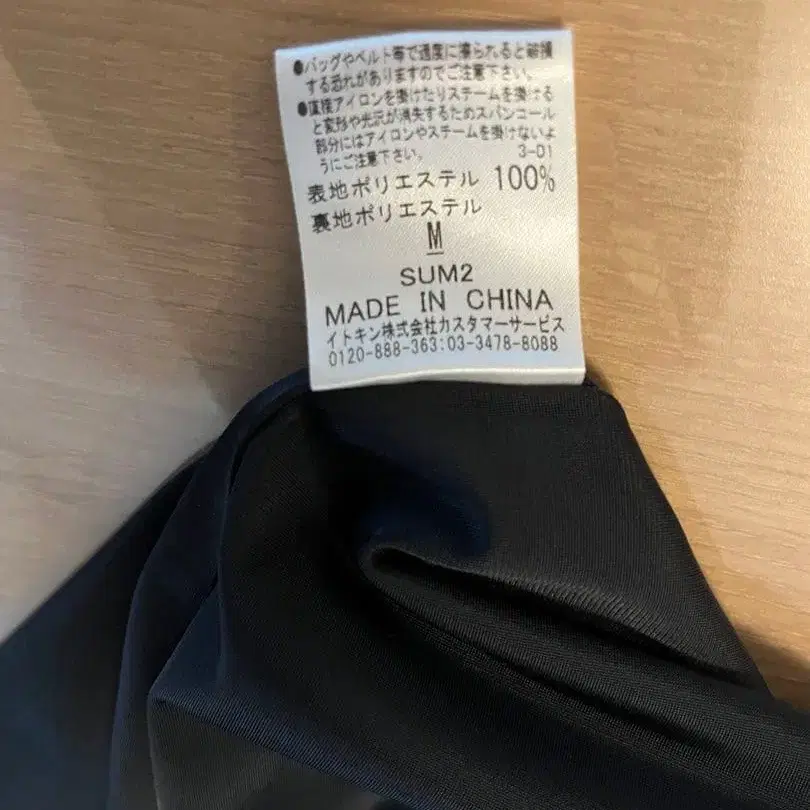 ●バッグやベルト等で過度に擦られると破損
する恐れがありますのでご注意下さい。
●直接アイロンを掛けたりスチームを掛ける
と変形や光沢が消失するためスパンコール
部分にはアイロンやスチームを掛けないよ
うにご注意下さい。 3-01
表地ポリエステル 100%
裏地ポリエステル
M
SUM2
MADE IN CHINA
イトキン株式会社カスタマーサービス
0120-888-363:03-3478-8088